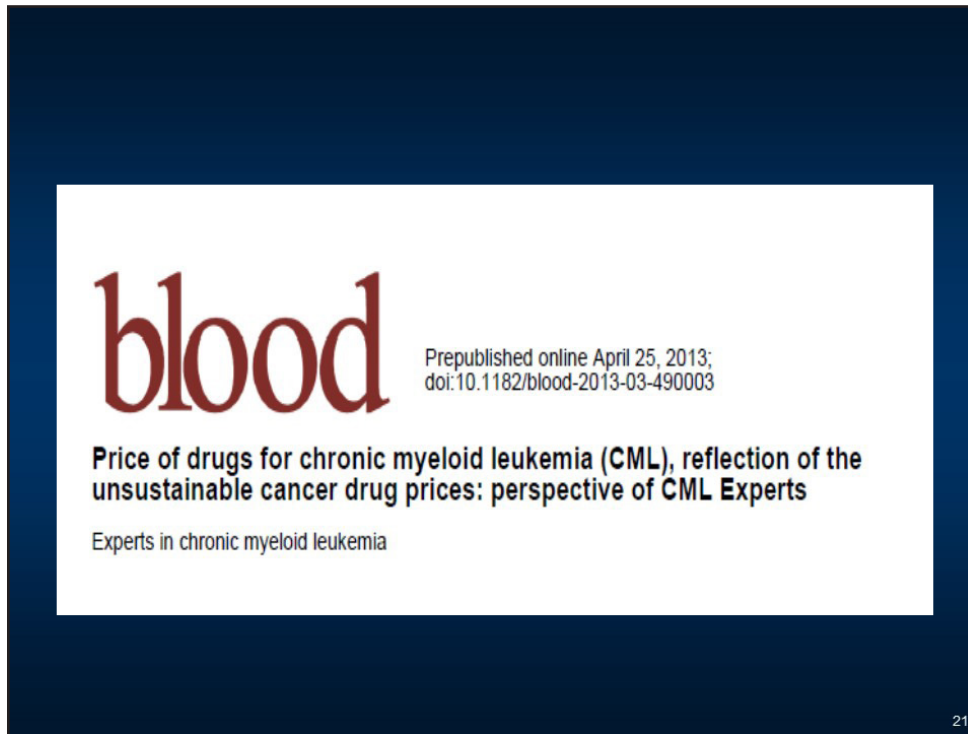 blood
Prepublished online April 25, 2013;
doi:10.1182/blood-2013-03-490003
Price of drugs for chronic myeloid leukemia (CML), reflection of the
unsustainable cancer drug prices: perspective of CML Experts
Experts in chronic myeloid leukemia
21